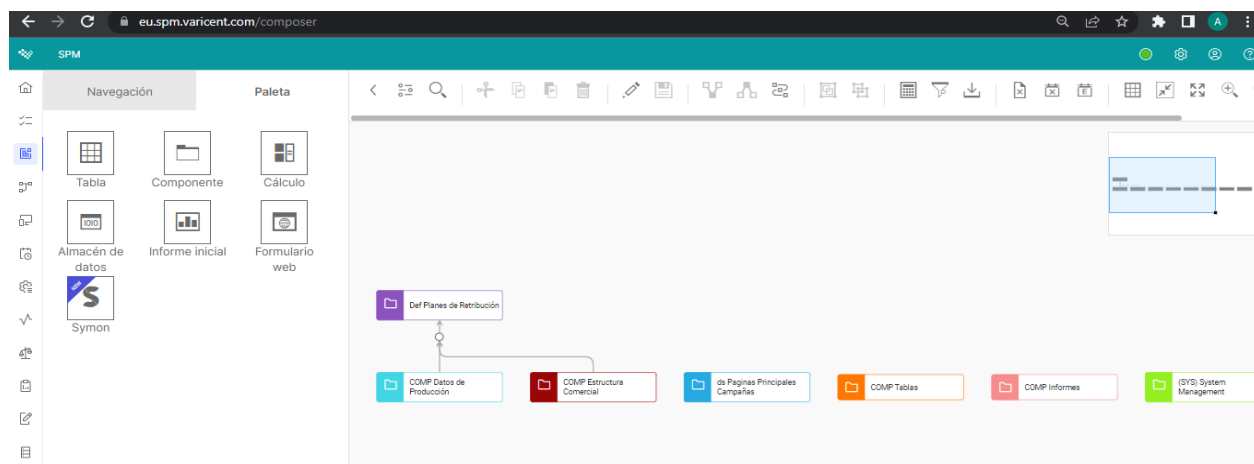 eu.spm.varicent.com/composer
A
SPM
Navegación
Paleta
Tabla
Componente
Cálculo
Almacén de
datos
Informe inicial
Formulario
web
NEW
S
Symon
Def Planes de Retribución
COMP Datos de
Producción
COMP Estructura
Comercial
ds Paginas Principales
Campañas
COMP Tablas
COMP Informes
(SYS) System
Management